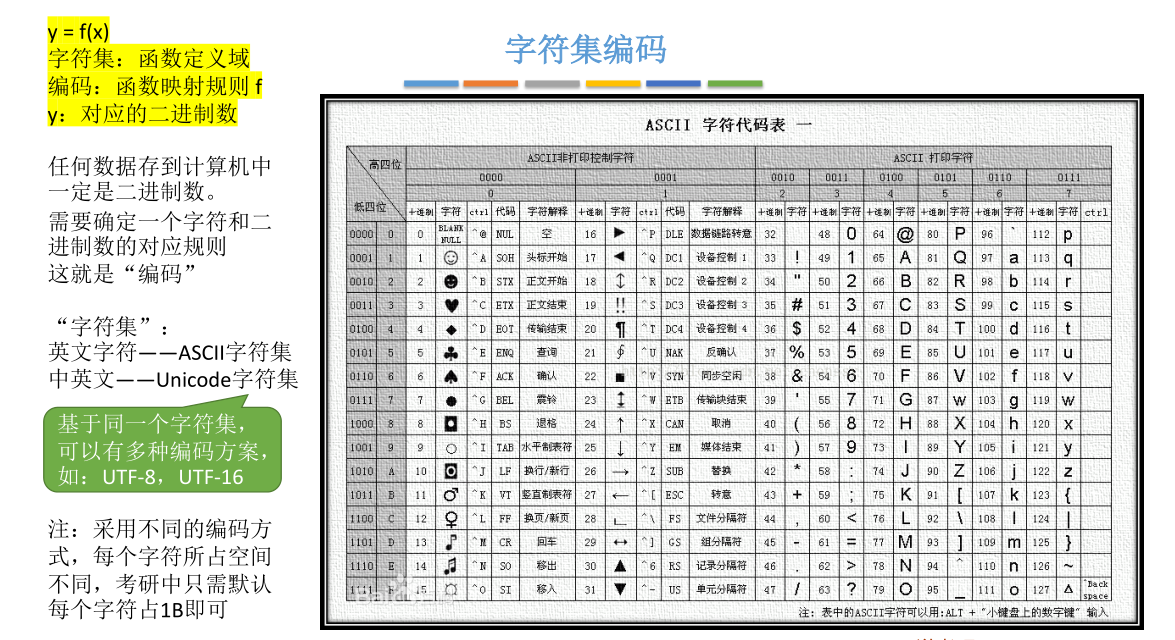 y = f(x)
字符集：函数定义域
编码：函数映射规则 f
y：对应的二进制数
任何数据存到计算机中
一定是二进制数。
需要确定一个字符和二
进制数的对应规则
这就是“编码”
“字符集”：
英文字符——ASCII字符集
中英文——Unicode字符集
基于同一个字符集，
可以有多种编码方案，
如：UTF-8，UTF-16
注：采用不同的编码方
式，每个字符所占空间
不同，考研中只需默认
每个字符占1B即可
字符集编码
ASCII 字符代码表 一
高四位 ASCII非打印控制字符 ASCII 打印字符
0000 0001 0010 0011 0100 0101 0110 0111
0 1 2 3 4 5 6 7
低四位 十进制 字符 ctrl 代码 字符解释 十进制 字符 ctrl 代码 字符解释 十进制 字符 十进制 字符 十进制 字符 十进制 字符 十进制 字符 十进制 字符 ctrl
0000 0 0 BLANK NULL ^@ NUL 空 16 ► ^P DLE 数据链路转意 32 48 0 64 @ 80 P 96 ` 112 p
0001 1 1 ☺ ^A SOH 头标开始 17 ◄ ^Q DC1 设备控制 1 33 ! 49 1 65 A 81 Q 97 a 113 q
0010 2 2 ☻ ^B STX 正文开始 18 ↕ ^R DC2 设备控制 2 34 " 50 2 66 B 82 R 98 b 114 r
0011 3 3 ♥ ^C ETX 正文结束 19 ‼ ^S DC3 设备控制 3 35 # 51 3 67 C 83 S 99 c 115 s
0100 4 4 ♦ ^D EOT 传输结束 20 ¶ ^T DC4 设备控制 4 36 $ 52 4 68 D 84 T 100 d 116 t
0101 5 5 ♣ ^E ENQ 查询 21 ∮ ^U NAK 反确认 37 % 53 5 69 E 85 U 101 e 117 u
0110 6 6 ♠ ^F ACK 确认 22 ■ ^V SYN 同步空闲 38 & 54 6 70 F 86 V 102 f 118 v
0111 7 7 ● ^G BEL 震铃 23 ↨ ^W ETB 传输块结束 39 ' 55 7 71 G 87 w 103 g 119 w
1000 8 8 ◘ ^H BS 退格 24 ↑ ^X CAN 取消 40 ( 56 8 72 H 88 X 104 h 120 x
1001 9 9 ○ ^I TAB 水平制表符 25 ↓ ^Y EM 媒体结束 41 ) 57 9 73 I 89 Y 105 i 121 y
1010 A 10 ◙ ^J LF 换行/新行 26 → ^Z SUB 替换 42 * 58 : 74 J 90 Z 106 j 122 z
1011 B 11 ♂ ^K VT 竖直制表符 27 ← ^[ ESC 转意 43 + 59 ; 75 K 91 [ 107 k 123 {
1100 C 12 ♀ ^L FF 换页/新页 28 ∟ ^\ FS 文件分隔符 44 , 60 < 76 L 92 \ 108 l 124 |
1101 D 13 ♪ ^M CR 回车 29 ↔ ^] GS 组分隔符 45 - 61 = 77 M 93 ] 109 m 125 }
1110 E 14 ♫ ^N SO 移出 30 ▲ ^6 RS 记录分隔符 46 . 62 > 78 N 94 ^ 110 n 126 ~
1111 15 ☼ ^O SI 移入 31 ▼ ^- US 单元分隔符 47 / 63 ? 79 O 95 _ 111 o 127 Δ ^Back space
注：表中的ASCII字符可以用:ALT + "小键盘上的数字键" 输入